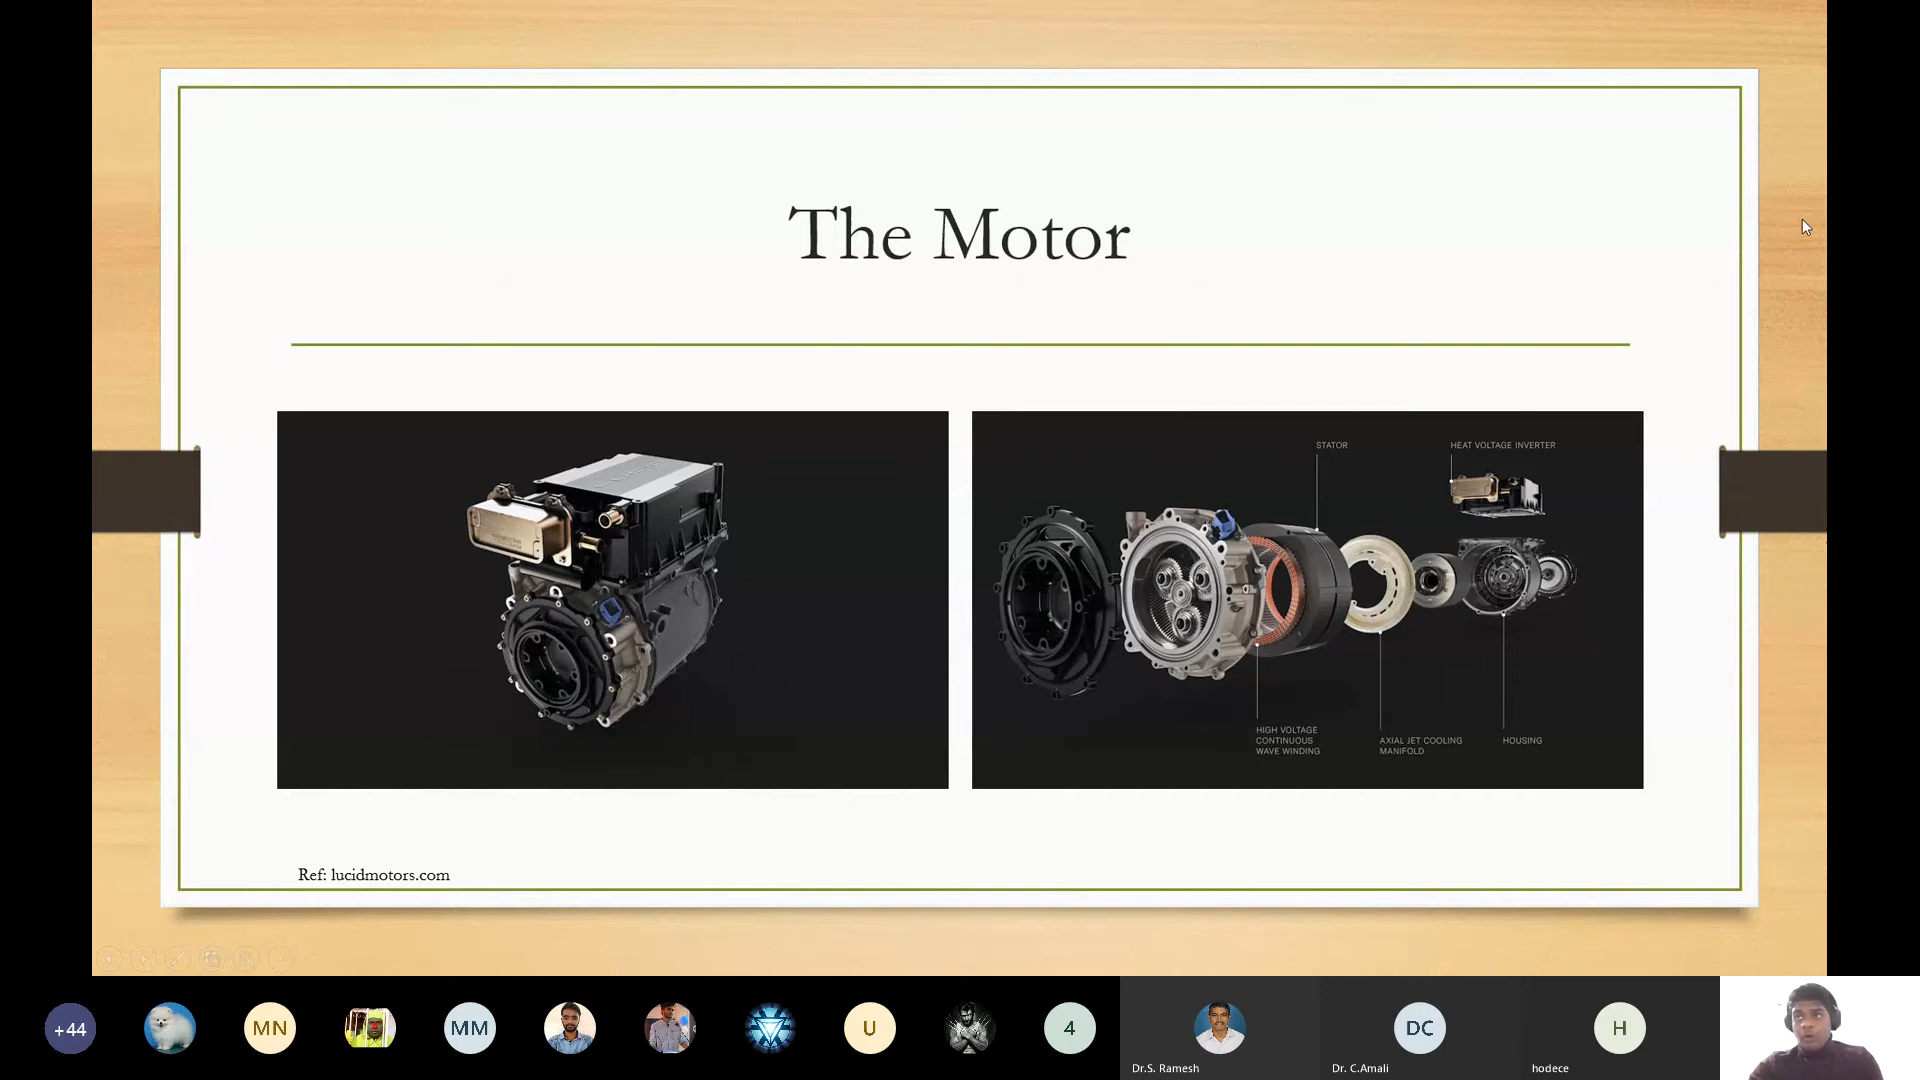 The Motor
STATOR
HEAT VOLTAGE INVERTER
HIGH VOLTAGE
CONTINUOUS
WAVE WINDING
AXIAL JET COOLING
MANIFOLD
HOUSING
Ref: lucidmotors.com
+44
MN
MM
U
4
DC
H
Dr.S. Ramesh
Dr. C.Amali
hodece